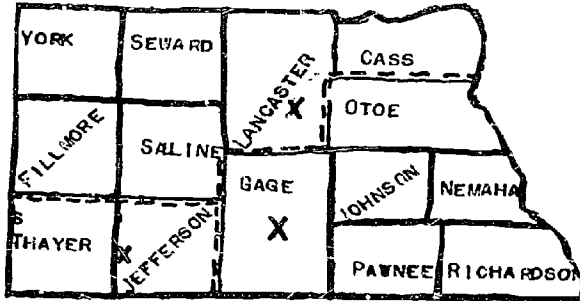 YORK
SEWARD
CASS
LANCASTER
X
OTOE
FILLMORE
SALINE
GAGE
JOHNSON
NEMAHA
S
THAYER
X
JEFFERSON
X
PAWNEE
RICHARDSON